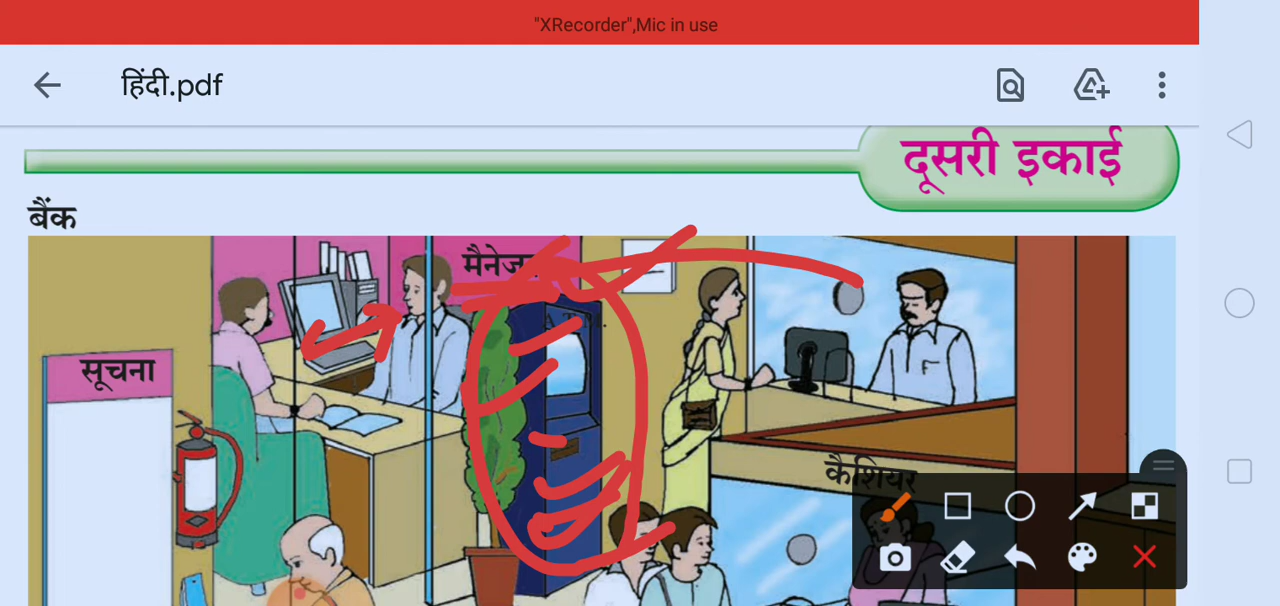 "XRecorder",Mic in use
हिंदी.pdf
दूसरी इकाई
बैंक
सूचना
कैशियर